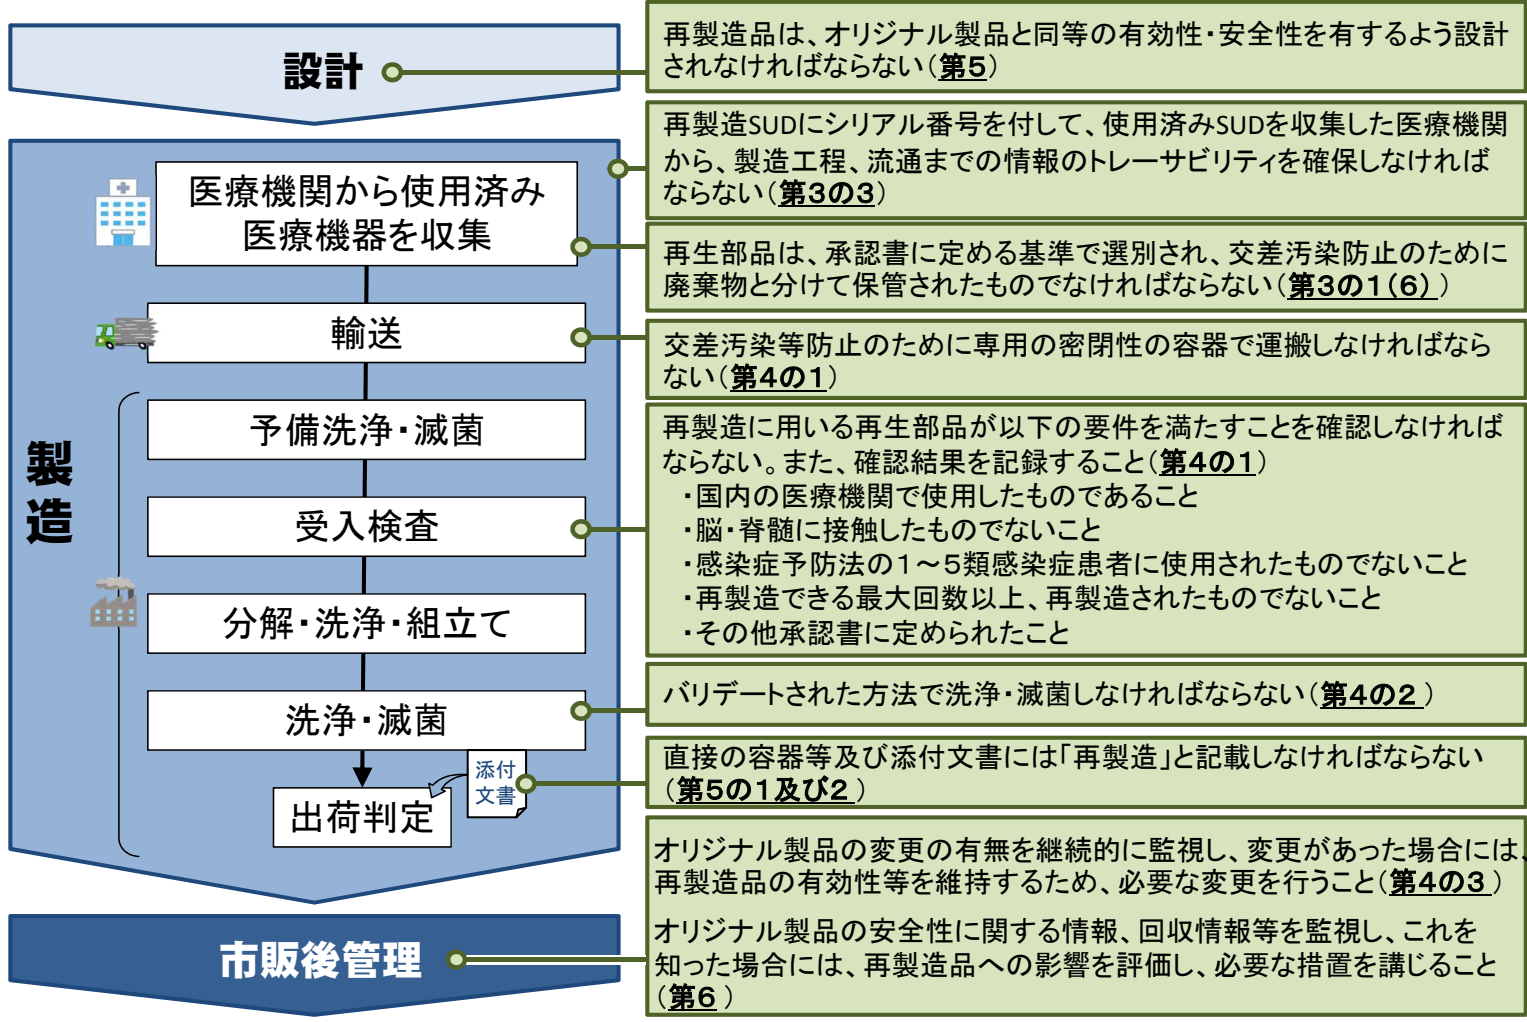 設計
再製造品は、オリジナル製品と同等の有効性・安全性を有するよう設計
されなければならない（第５）
製造
再製造SUDにシリアル番号を付して、使用済みSUDを収集した医療機関
から、製造工程、流通までの情報のトレーサビリティを確保しなければ
ならない（第３の３）
医療機関から使用済み
医療機器を収集
再生部品は、承認書に定める基準で選別され、交差汚染防止のために
廃棄物と分けて保管されたものでなければならない（第３の１（６））
輸送
交差汚染等防止のために専用の密閉性の容器で運搬しなければなら
ない（第４の１）
予備洗浄・滅菌
受入検査
再製造に用いる再生部品が以下の要件を満たすことを確認しなければ
ならない。また、確認結果を記録すること（第４の１）
・国内の医療機関で使用したものであること
・脳・脊髄に接触したものでないこと
・感染症予防法の１～５類感染症患者に使用されたものでないこと
・再製造できる最大回数以上、再製造されたものでないこと
・その他承認書に定められたこと
分解・洗浄・組立て
洗浄・滅菌
バリデートされた方法で洗浄・滅菌しなければならない（第４の２）
添付
文書
直接の容器等及び添付文書には「再製造」と記載しなければならない
（第５の１及び２）
出荷判定
市販後管理
オリジナル製品の変更の有無を継続的に監視し、変更があった場合には、
再製造品の有効性等を維持するため、必要な変更を行うこと（第４の３）
オリジナル製品の安全性に関する情報、回収情報等を監視し、これを
知った場合には、再製造品への影響を評価し、必要な措置を講じること
（第６）